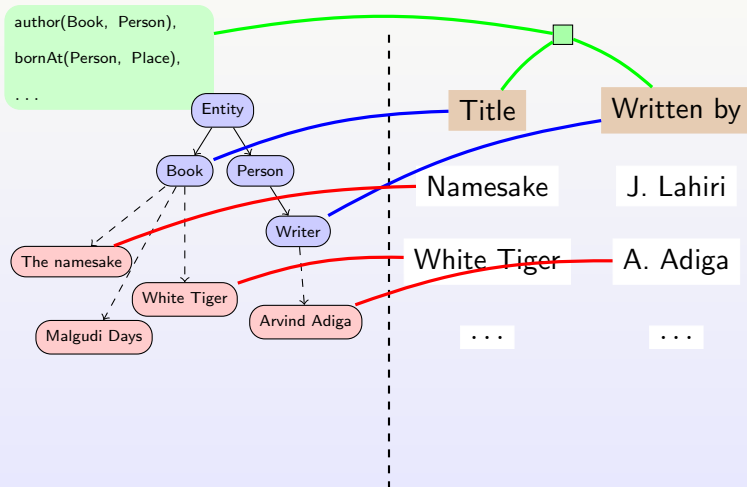 author(Book, Person),
bornAt(Person, Place),
...
Entity
Book
Person
Writer
The namesake
White Tiger
Malgudi Days
Arvind Adiga
Title
Written by
Namesake
J. Lahiri
White Tiger
A. Adiga
...
...